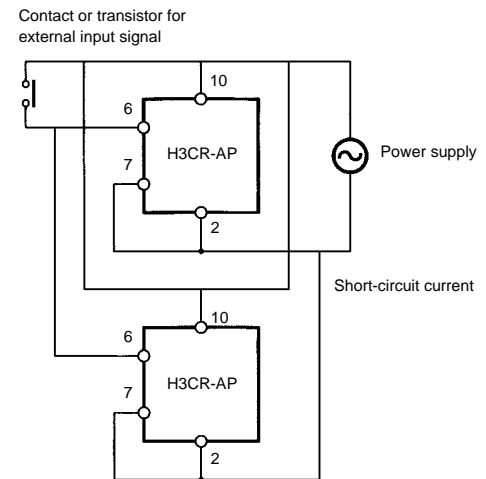 Contact or transistor for
external input signal
10
6
H3CR-AP
7
Power supply
2
Short-circuit current
10
6
H3CR-AP
7
2